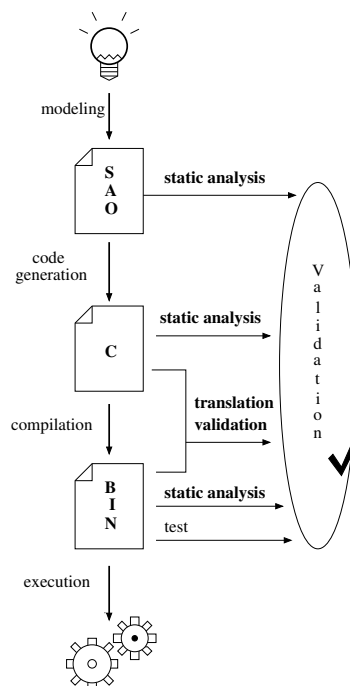 modeling
S
A
O
static analysis
code
generation
C
static analysis
translation
validation
compilation
B
I
N
static analysis
test
execution
V
a
l
i
d
a
t
i
o
n